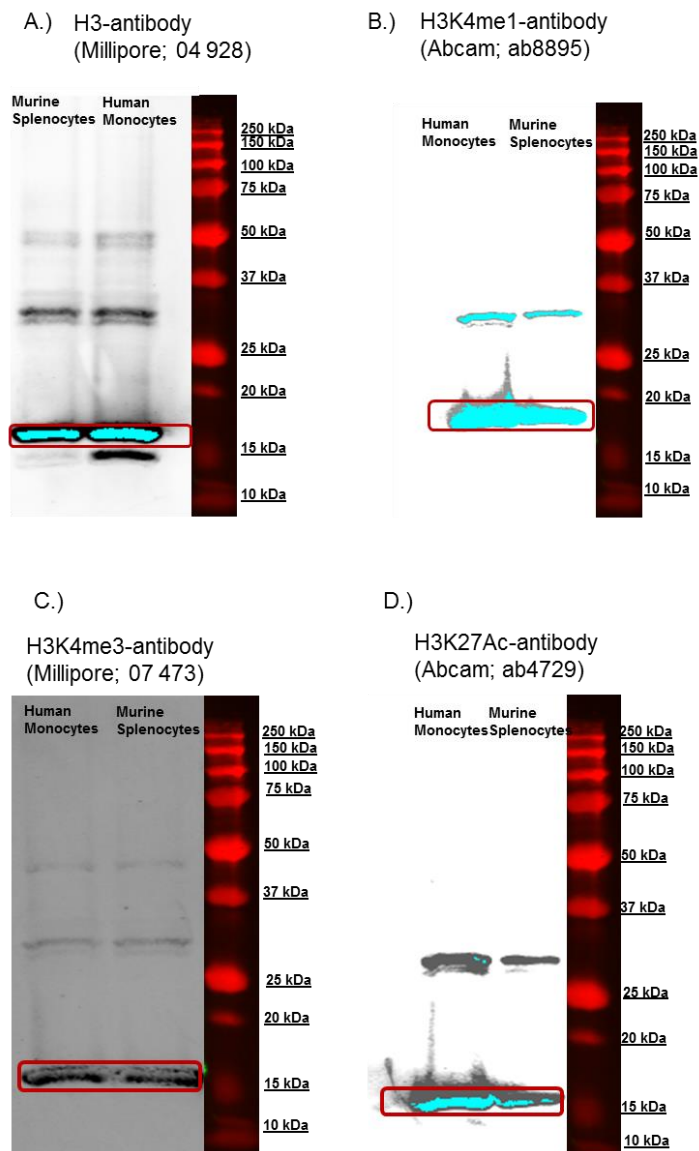 A.) H3-antibody
(Millipore; 04 928)
Murine
Splenocytes
Human
Monocytes
250 kDa
150 kDa
100 kDa
75 kDa
50 kDa
37 kDa
25 kDa
20 kDa
15 kDa
10 kDa
B.) H3K4me1-antibody
(Abcam; ab8895)
Human
Monocytes
Murine
Splenocytes
250 kDa
150 kDa
100 kDa
75 kDa
50 kDa
37 kDa
25 kDa
20 kDa
15 kDa
10 kDa
C.)
H3K4me3-antibody
(Millipore; 07 473)
Human
Monocytes
Murine
Splenocytes
250 kDa
150 kDa
100 kDa
75 kDa
50 kDa
37 kDa
25 kDa
20 kDa
15 kDa
10 kDa
D.)
H3K27Ac-antibody
(Abcam; ab4729)
Human
Monocytes
Murine
Splenocytes
250 kDa
150 kDa
100 kDa
75 kDa
50 kDa
37 kDa
25 kDa
20 kDa
15 kDa
10 kDa